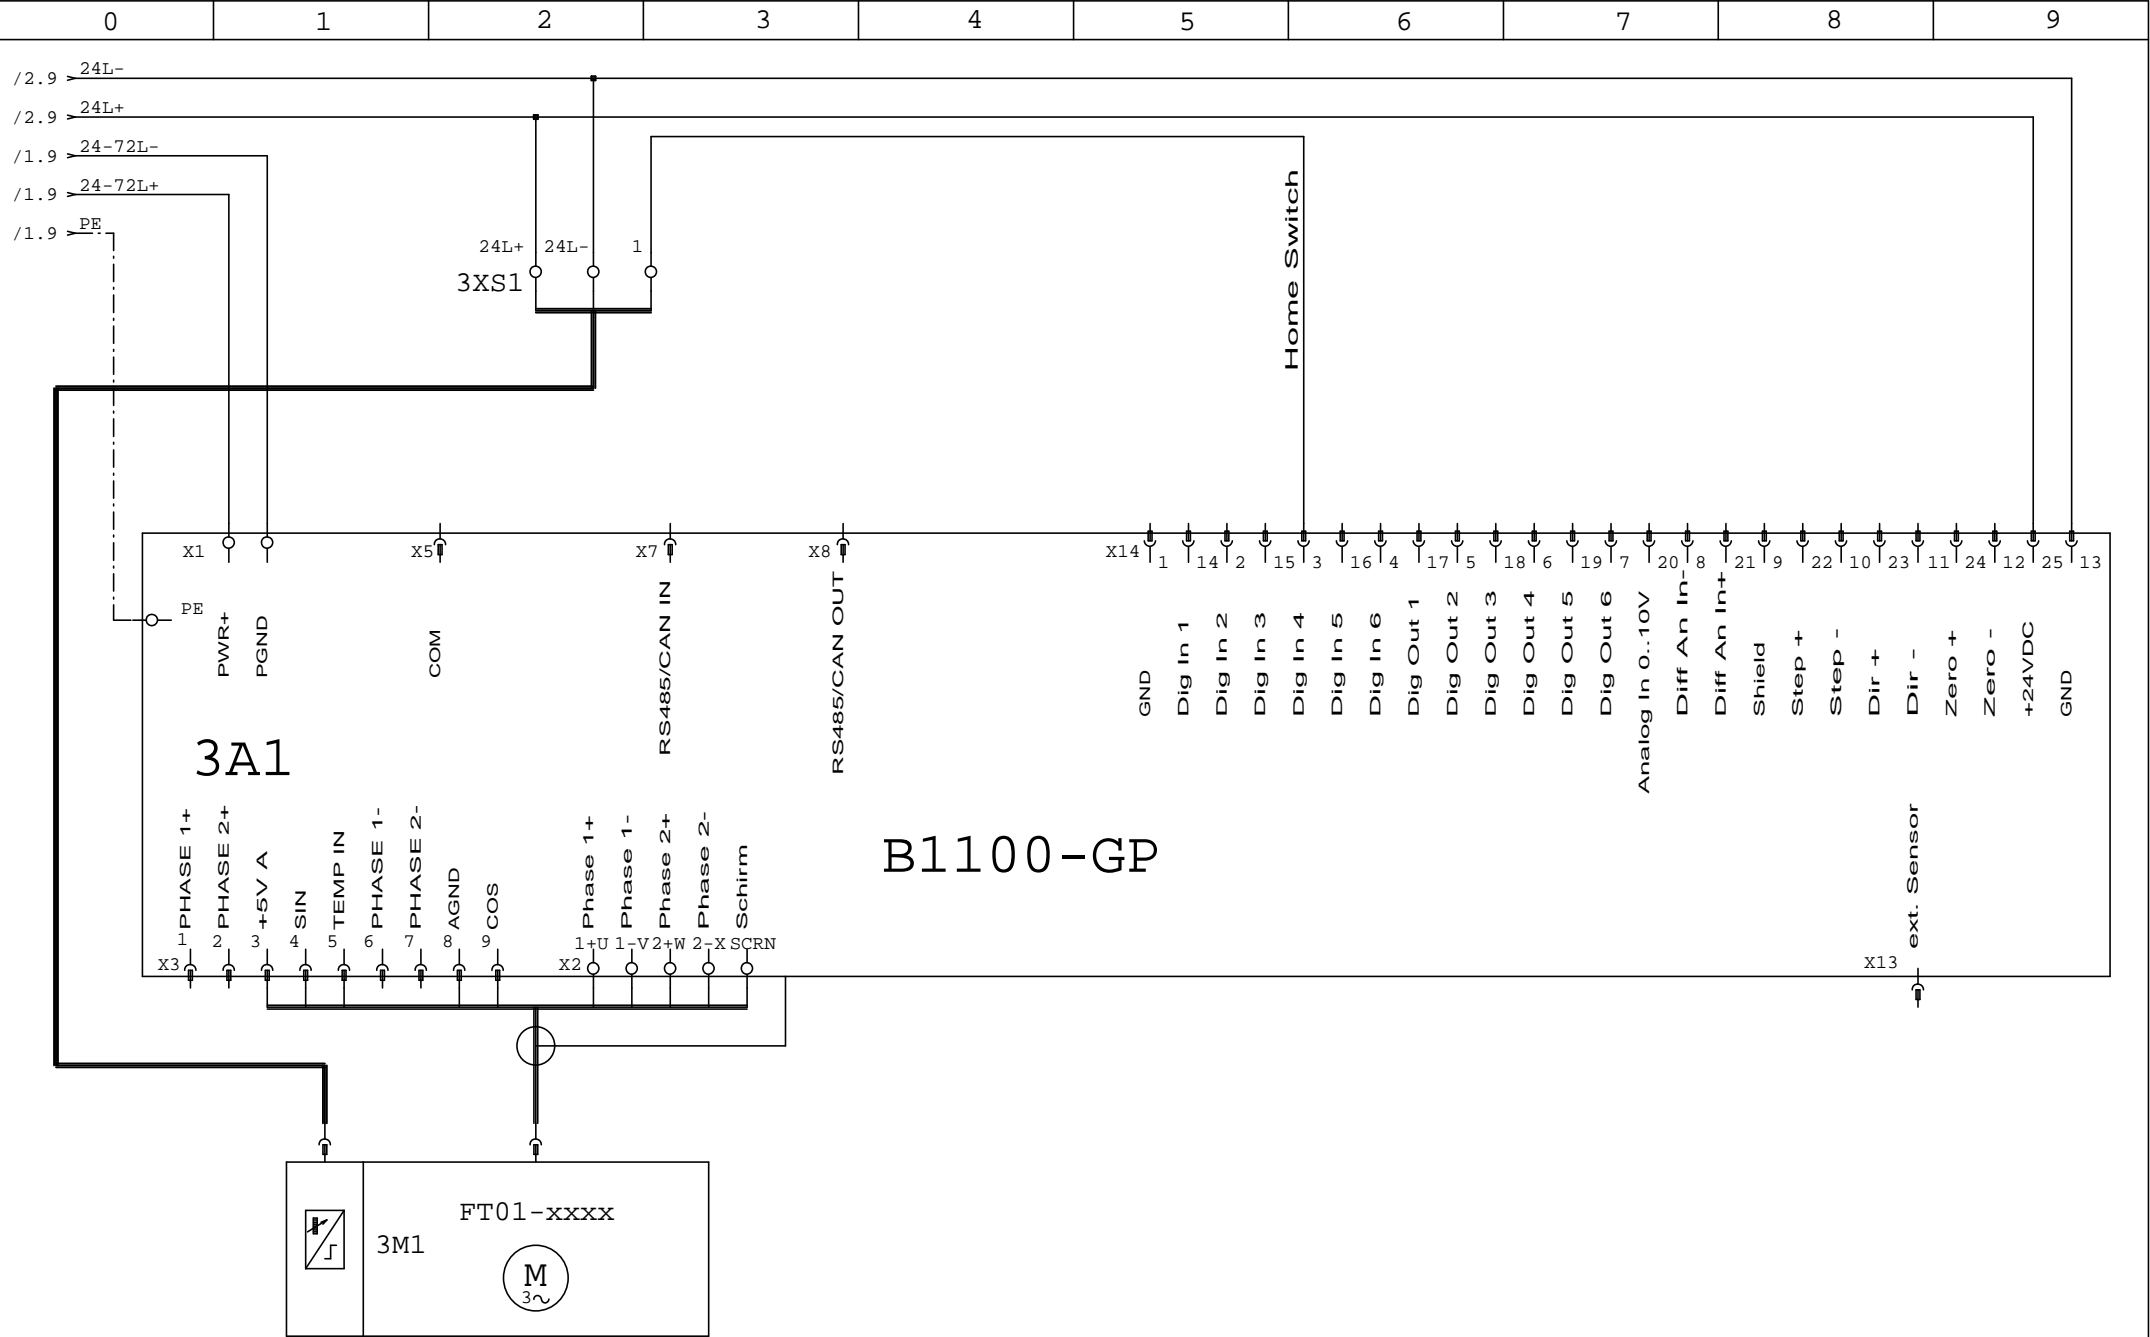 0 1 2 3 4 5 6 7 8 9
/2.9 24L-
/2.9 24L+
/1.9 24-72L-
/1.9 24-72L+
/1.9 PE
24L+ 24L- 1
3XS1
Home Switch
X1 X5 X7 X8 X14
1 14 2 15 3 16 4 17 5 18 6 19 7 20 8 21 9 22 10 23 11 24 12 25 13
PE
PWR+
PGND
COM
RS485/CAN IN
RS485/CAN OUT
GND
Dig In 1
Dig In 2
Dig In 3
Dig In 4
Dig In 5
Dig In 6
Dig Out 1
Dig Out 2
Dig Out 3
Dig Out 4
Dig Out 5
Dig Out 6
Analog In 0..10V
Diff An In-
Diff An In+
Shield
Step +
Step -
Dir +
Dir -
Zero +
Zero -
+24VDC
GND
3A1
B1100-GP
PHASE 1+
PHASE 2+
+5V A
SIN
TEMP IN
PHASE 1-
PHASE 2-
AGND
COS
Phase 1+
Phase 1-
Phase 2+
Phase 2-
Schirm
ext. Sensor
1 2 3 4 5 6 7 8 9
1+U 1-V 2+W 2-X SCRN
X3 X2 X13
FT01-xxxx
3M1
M
3~